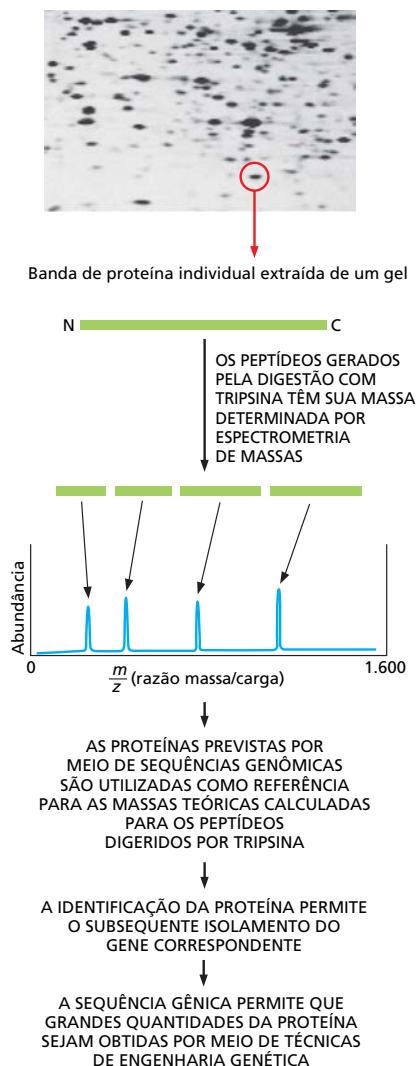 Banda de proteína individual extraída de um gel
N C
OS PEPTÍDEOS GERADOS
PELA DIGESTÃO COM
TRIPSINA TÊM SUA MASSA
DETERMINADA POR
ESPECTROMETRIA
DE MASSAS
Abundância
0 m/z (razão massa/carga) 1.600
AS PROTEÍNAS PREVISTAS POR
MEIO DE SEQUÊNCIAS GENÔMICAS
SÃO UTILIZADAS COMO REFERÊNCIA
PARA AS MASSAS TEÓRICAS CALCULADAS
PARA OS PEPTÍDEOS
DIGERIDOS POR TRIPSINA
A IDENTIFICAÇÃO DA PROTEÍNA PERMITE
O SUBSEQUENTE ISOLAMENTO DO
GENE CORRESPONDENTE
A SEQUÊNCIA GÊNICA PERMITE QUE
GRANDES QUANTIDADES DA PROTEÍNA
SEJAM OBTIDAS POR MEIO DE TÉCNICAS
DE ENGENHARIA GENÉTICA